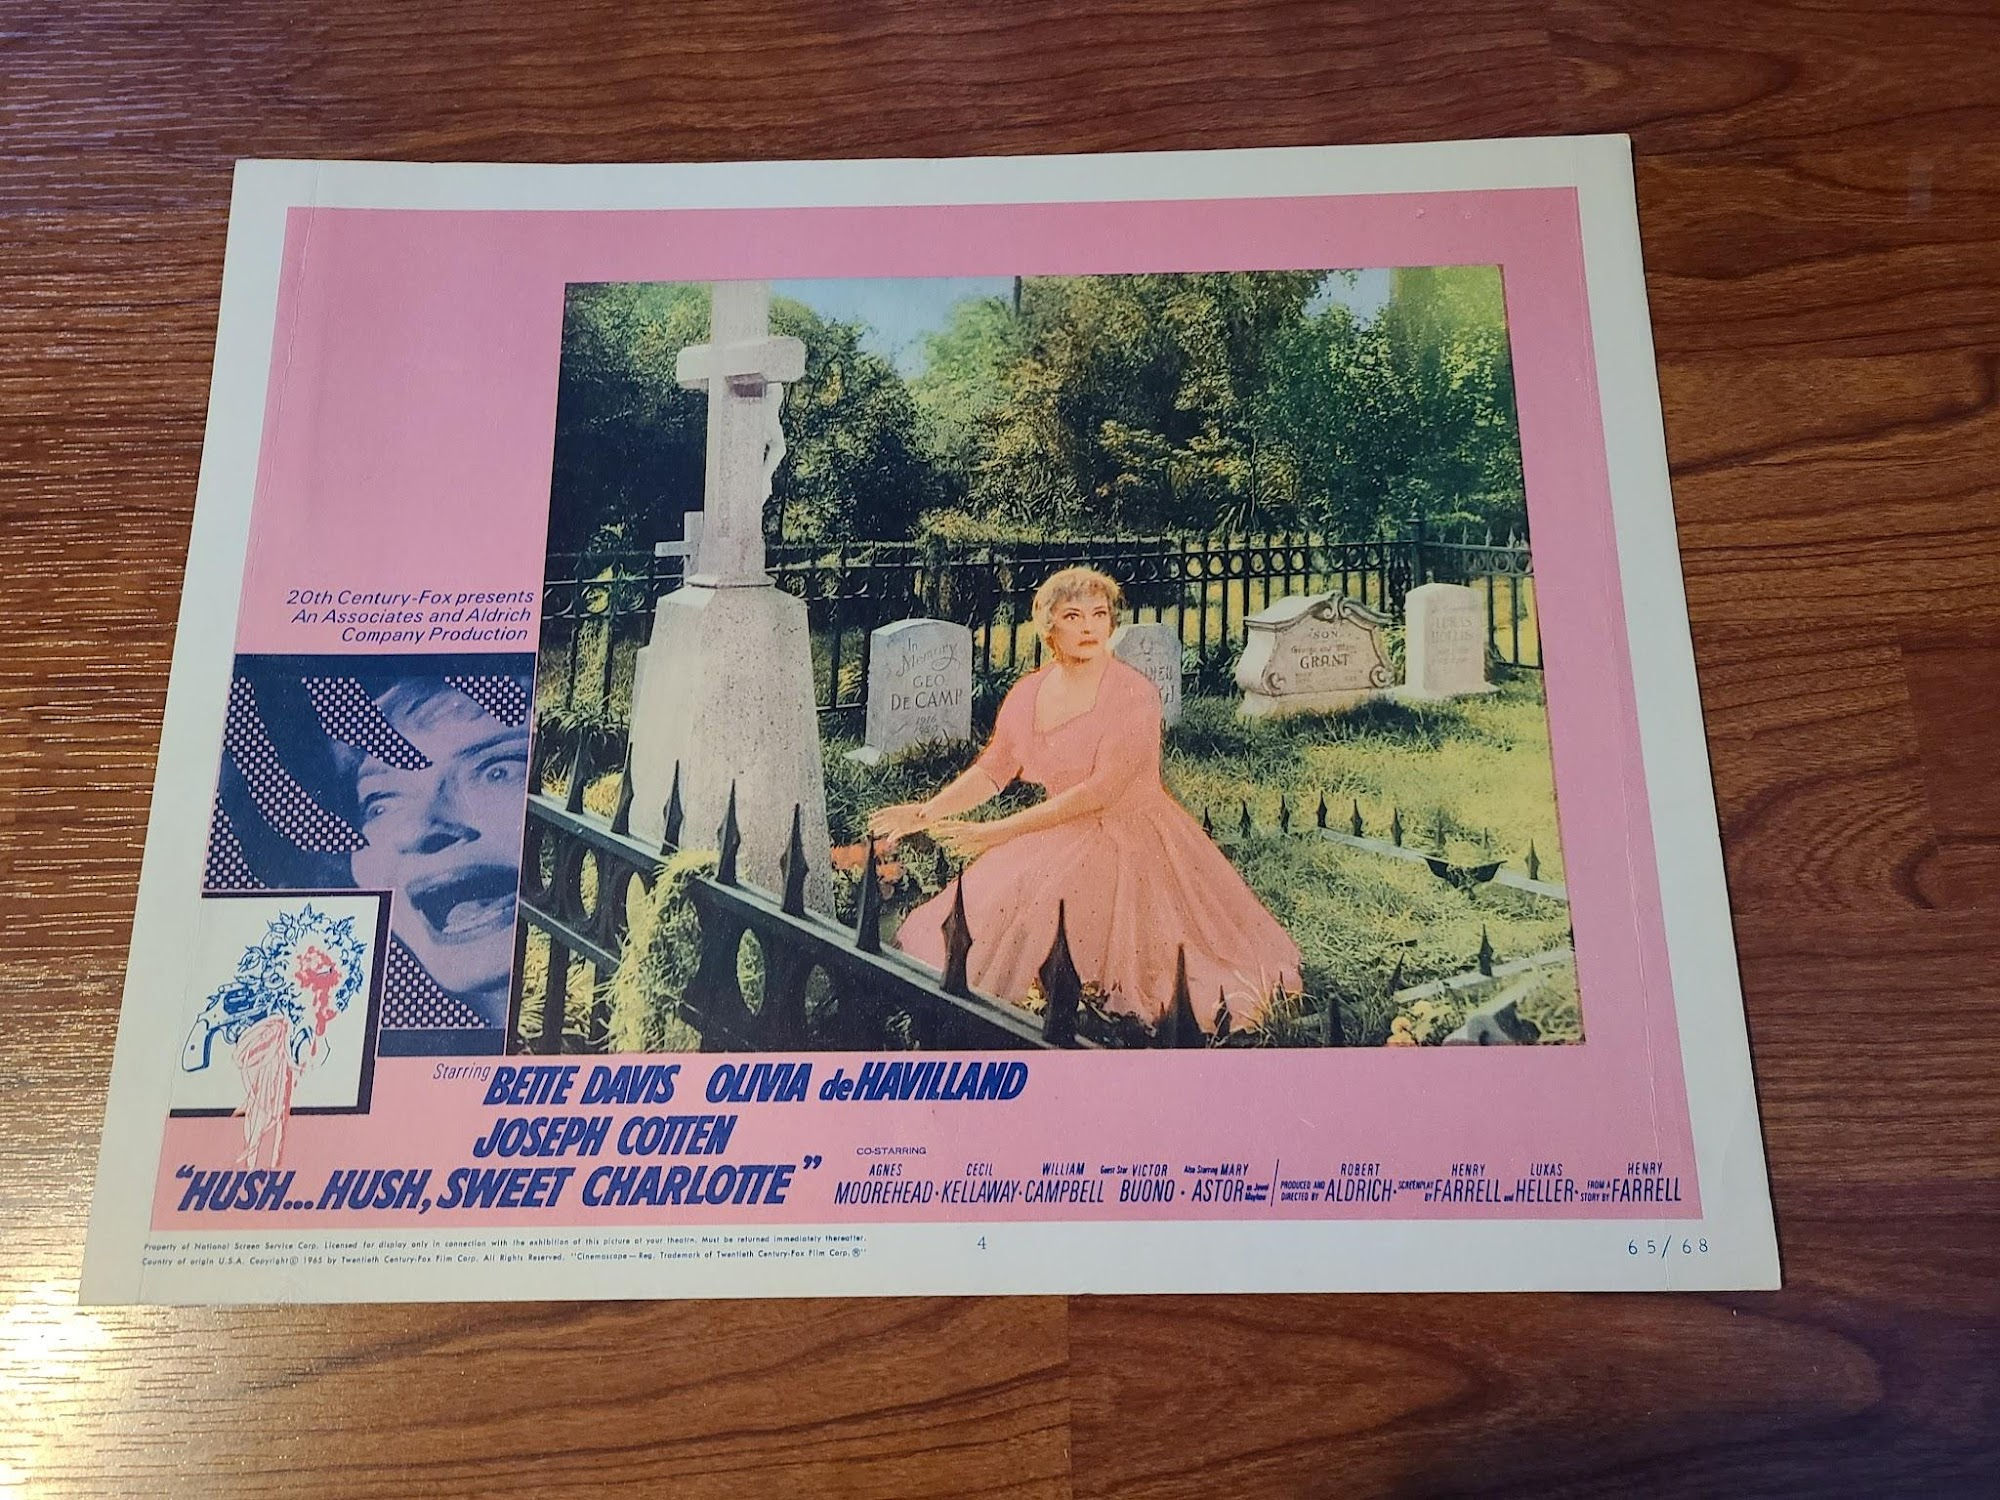 20th Century-Fox presents
An Associates and Aldrich
Company Production
In
Memory
GEO
DE CAMP
SON
George and Mary
GRANT
Starring BETTE DAVIS OLIVIA deHAVILLAND
JOSEPH COTTEN
"HUSH...HUSH, SWEET CHARLOTTE"
CO-STARRING
AGNES MOOREHEAD · CECIL KELLAWAY · WILLIAM CAMPBELL Guest Star VICTOR BUONO · Also Starring MARY ASTOR as Jewel Mayhew
PRODUCED AND DIRECTED BY ROBERT ALDRICH · SCREENPLAY BY HENRY FARRELL and LUKAS HELLER · FROM A STORY BY HENRY FARRELL
Property of National Screen Service Corp. Licensed for display only in connection with the exhibition of this picture at your theatre. Must be returned immediately thereafter.
Country of origin U.S.A. Copyright © 1965 by Twentieth Century-Fox Film Corp. All Rights Reserved. "Cinemascope—Reg. Trademark of Twentieth Century-Fox Film Corp.®"
4
65/68